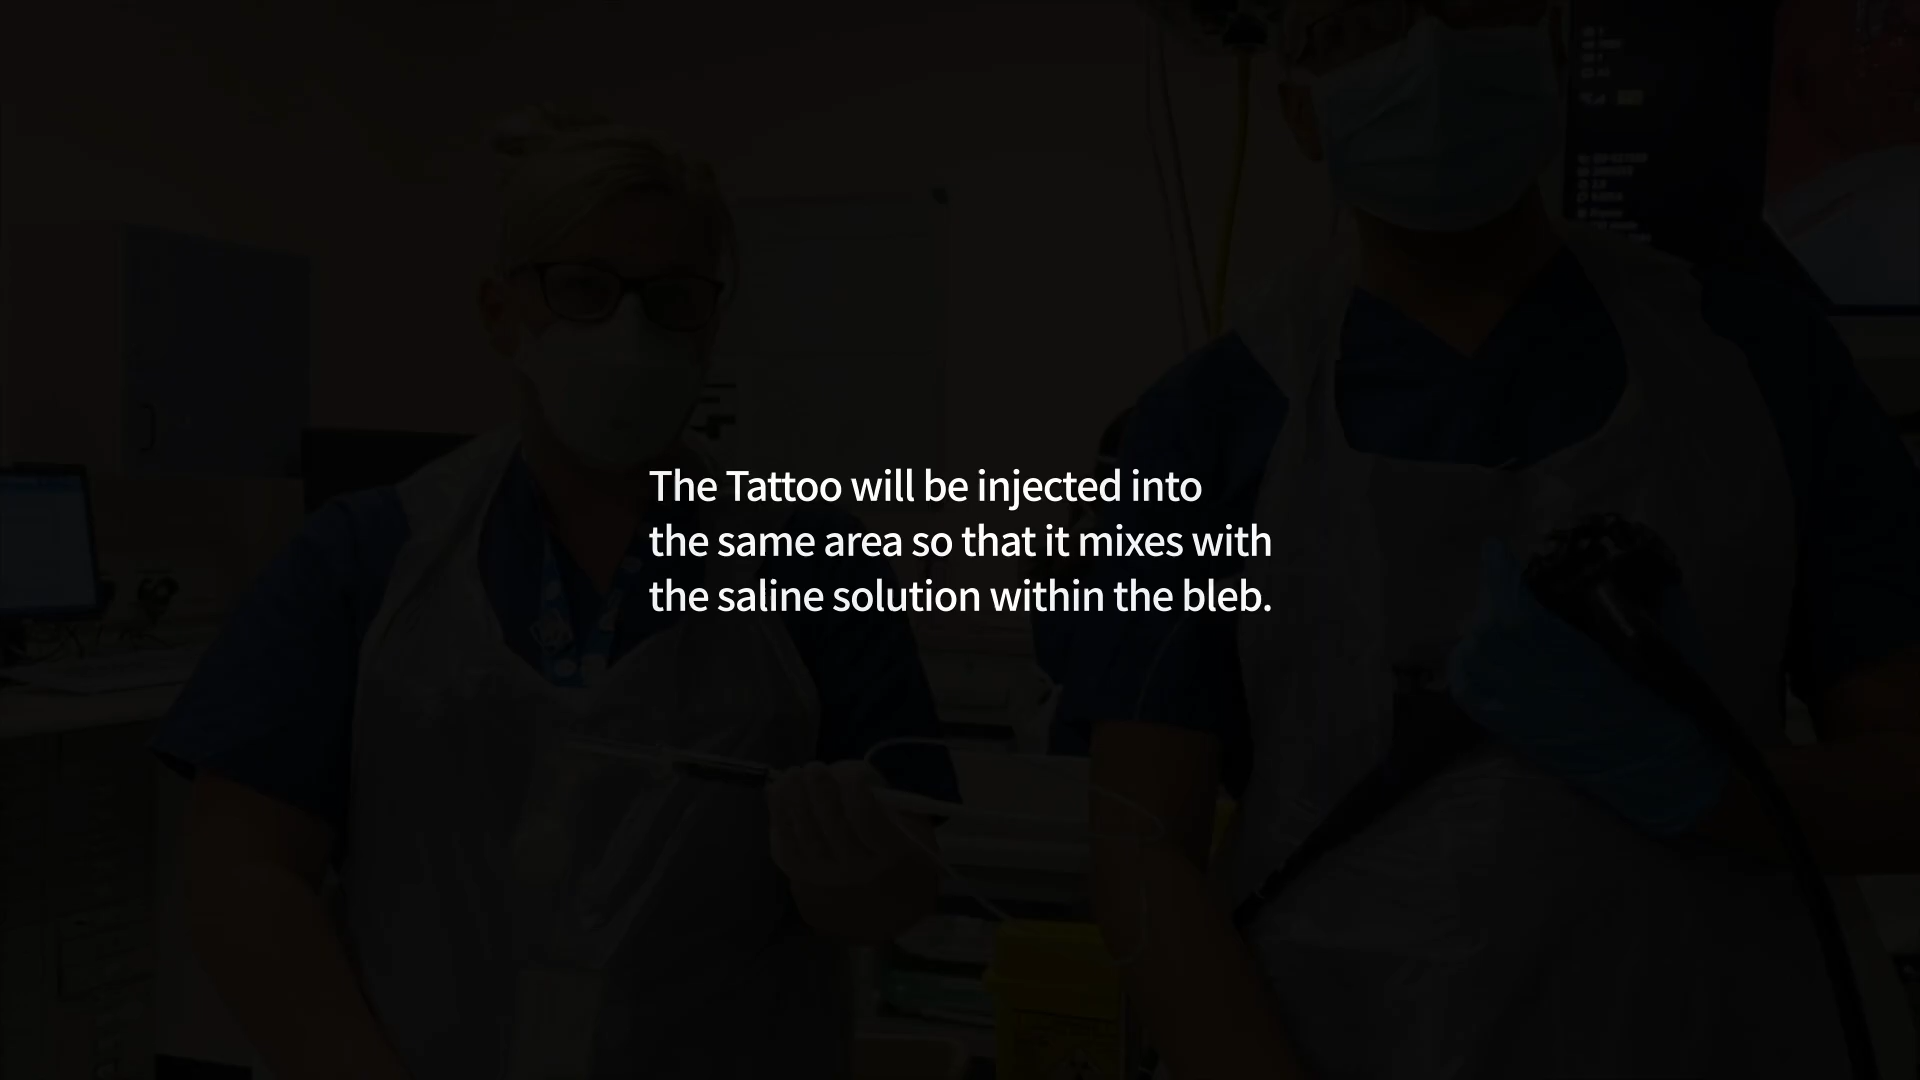 The Tattoo will be injected into
the same area so that it mixes with
the saline solution within the bleb.